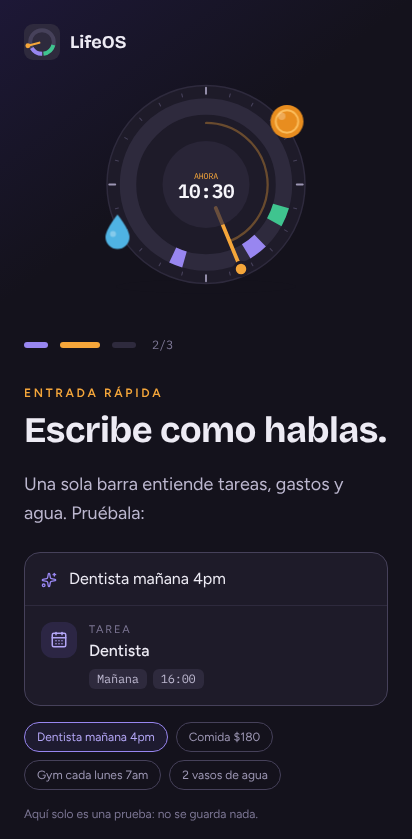 LifeOS
AHORA
10:30
2/3
ENTRADA RÁPIDA
Escribe como hablas.
Una sola barra entiende tareas, gastos y
agua. Pruébala:
Dentista mañana 4pm
TAREA
Dentista
Mañana 16:00
Dentista mañana 4pm Comida $180
Gym cada lunes 7am 2 vasos de agua
Aquí solo es una prueba: no se guarda nada.